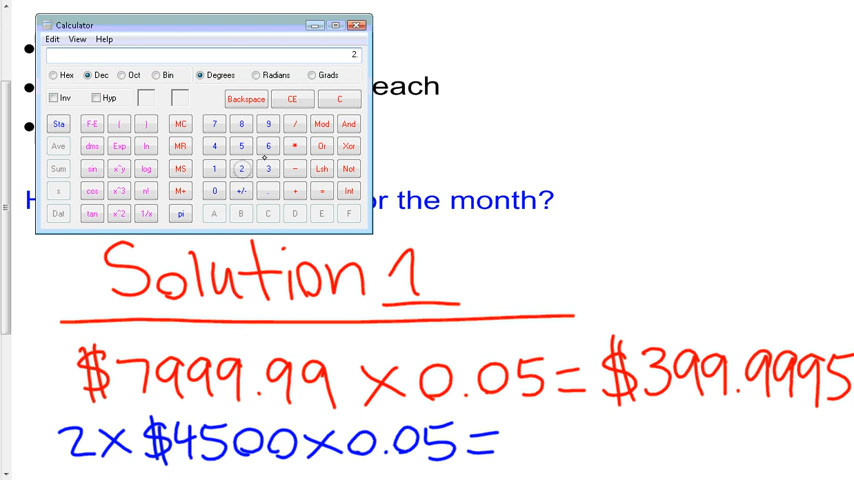 Calculator
Edit View Help
2.
Hex Dec Oct Bin Degrees Radians Grads
Inv Hyp Backspace CE C
each
Sta F-E ( ) MC 7 8 9 / Mod And
Ave dms Exp ln MR 4 5 6 * Or Xor
Sum sin x^y log MS 1 2 3 - Lsh Not
s cos x^3 n! M+ 0 +/- . + = Int
Dat tan x^2 1/x pi A B C D E F
for the month?
Solution 1
$7999.99 x 0.05 = $399.9995
2 x $4500 x 0.05 =